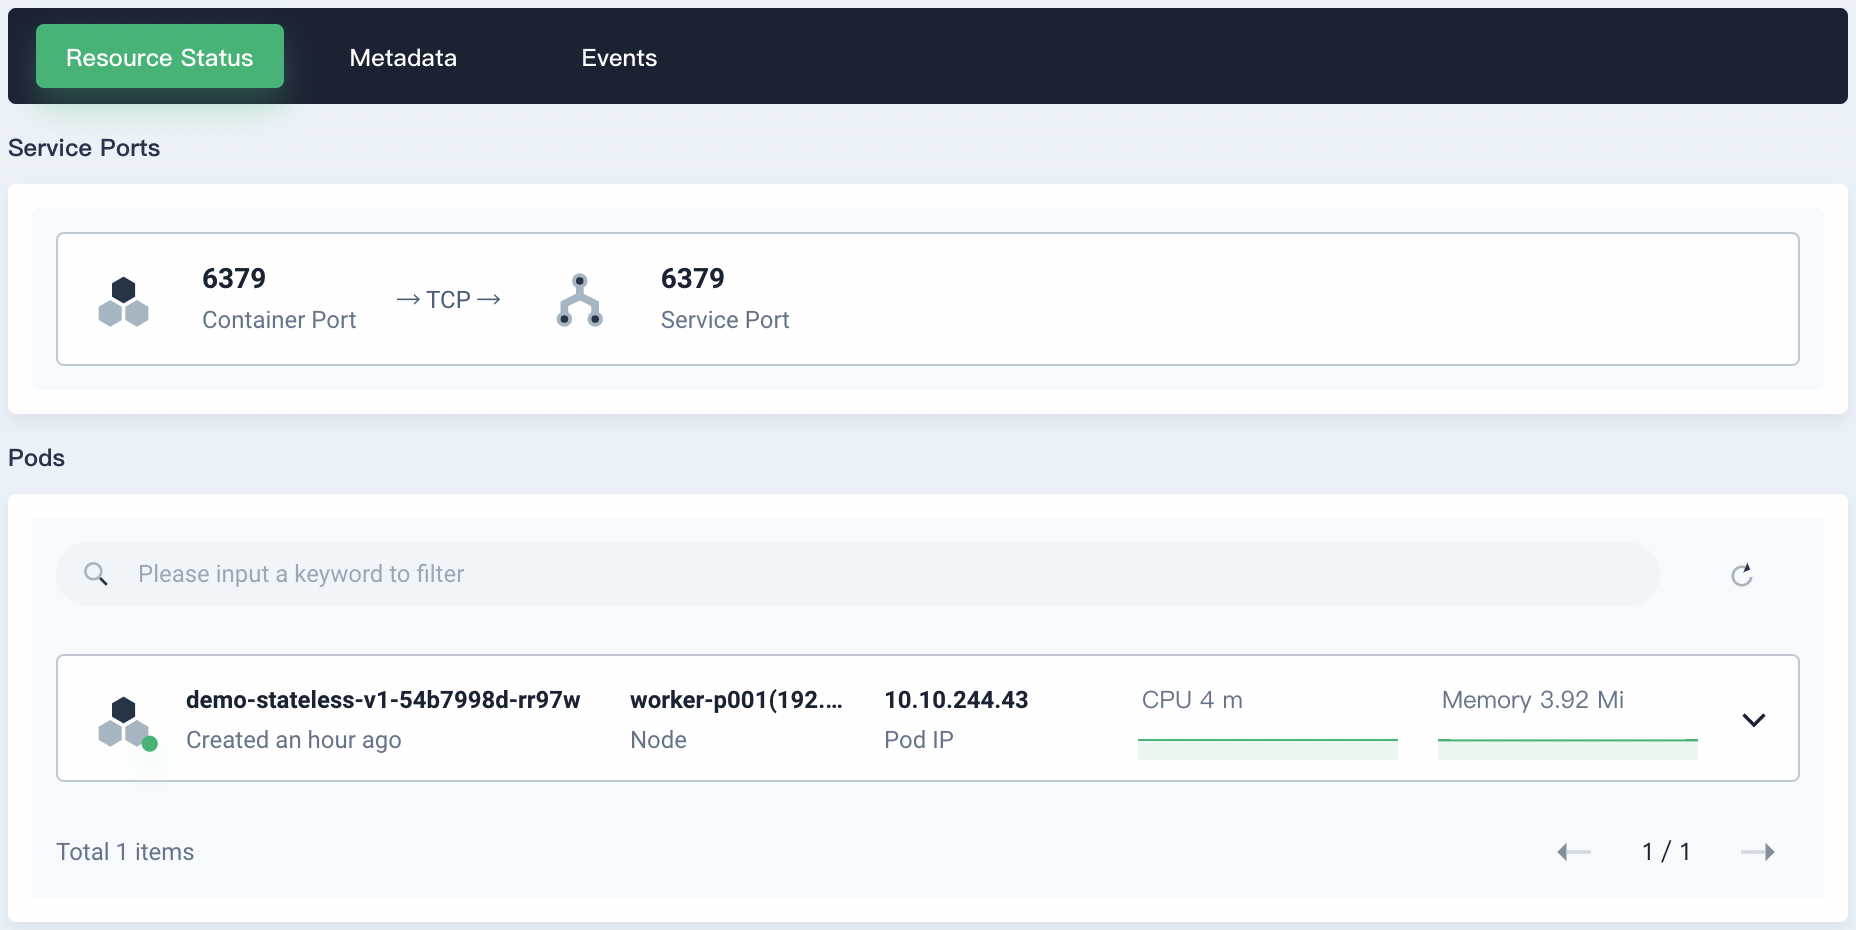 Resource Status
Metadata
Events
Service Ports
6379
Container Port
TCP
6379
Service Port
Pods
Please input a keyword to filter
demo-stateless-v1-54b7998d-rr97w
Created an hour ago
worker-p001(192....
Node
10.10.244.43
Pod IP
CPU 4 m
Memory 3.92 Mi
Total 1 items
1 / 1